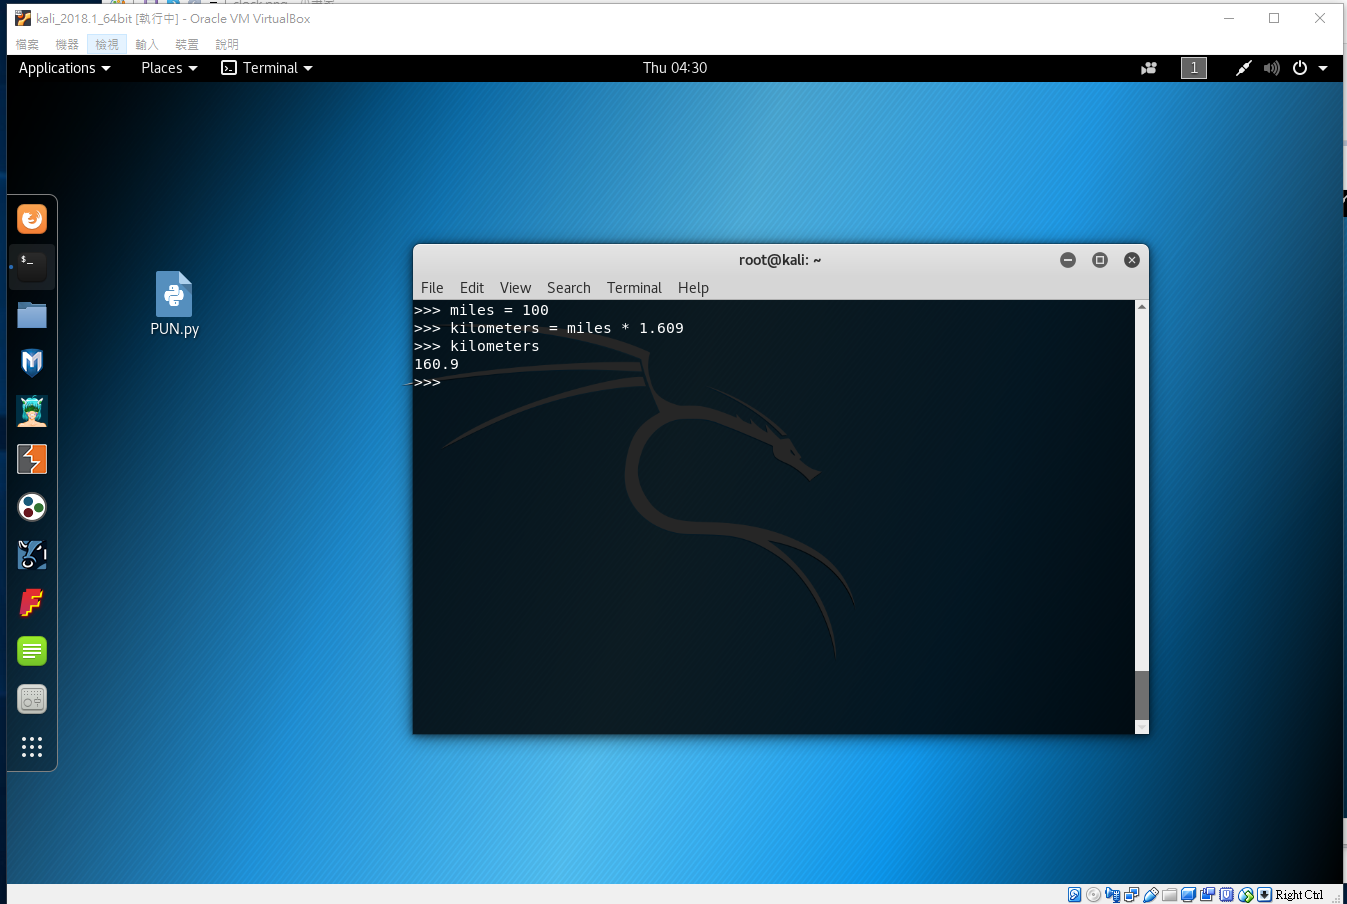 kali_2018.1_64bit [執行中] - Oracle VM VirtualBox
檔案 機器 檢視 輸入 裝置 說明
Applications Places Terminal Thu 04:30 1
$_
PUN.py
root@kali: ~
File Edit View Search Terminal Help
>>> miles = 100
>>> kilometers = miles * 1.609
>>> kilometers
160.9
>>>
Right Ctrl